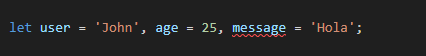 let user = 'John', age = 25, message = 'Hola';